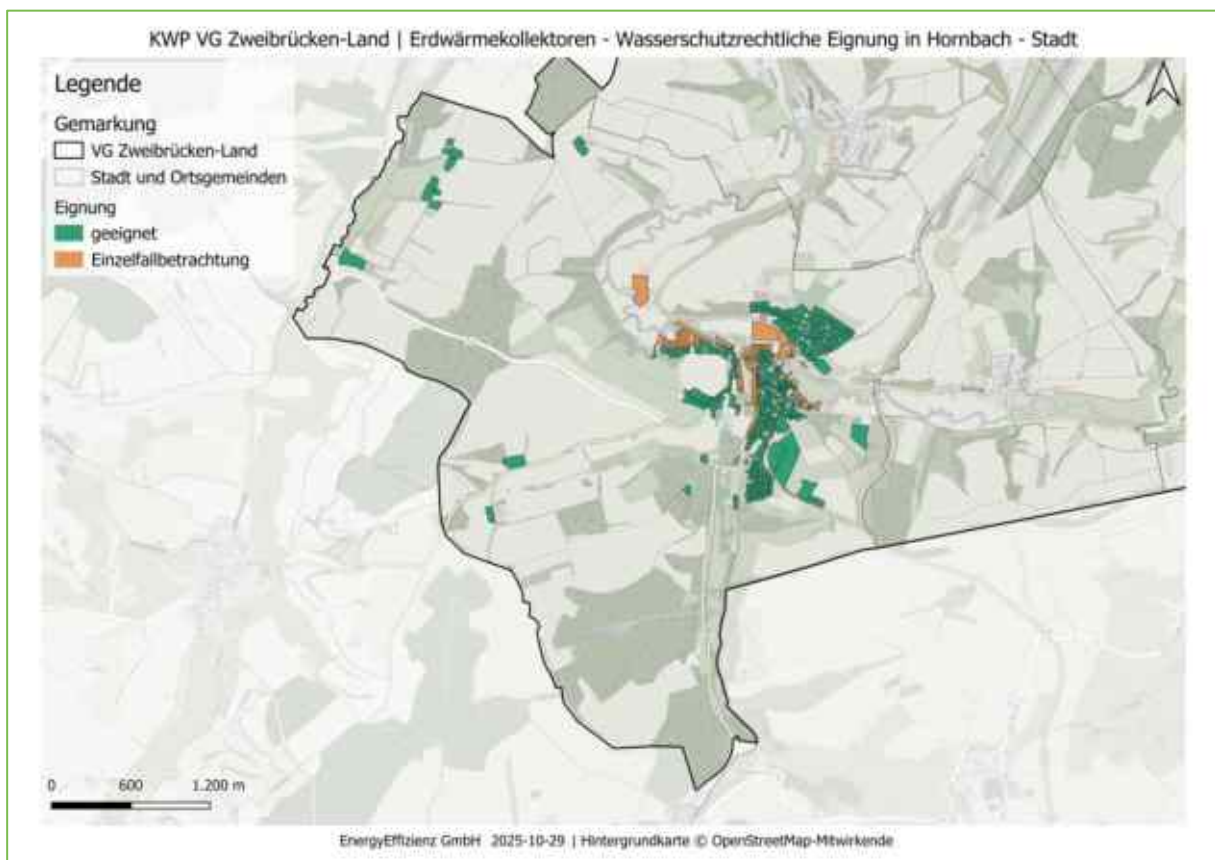 KWP VG Zweibrücken-Land | Erdwärmekollektoren - Wasserschutzrechtliche Eignung in Hornbach - Stadt
Legende
Gemarkung
VG Zweibrücken-Land
Stadt und Ortsgemeinden
Eignung
geeignet
Einzelfallbetrachtung
0 600 1.200 m
EnergyEffizienz GmbH 2025-10-29 | Hintergrundkarte © OpenStreetMap-Mitwirkende